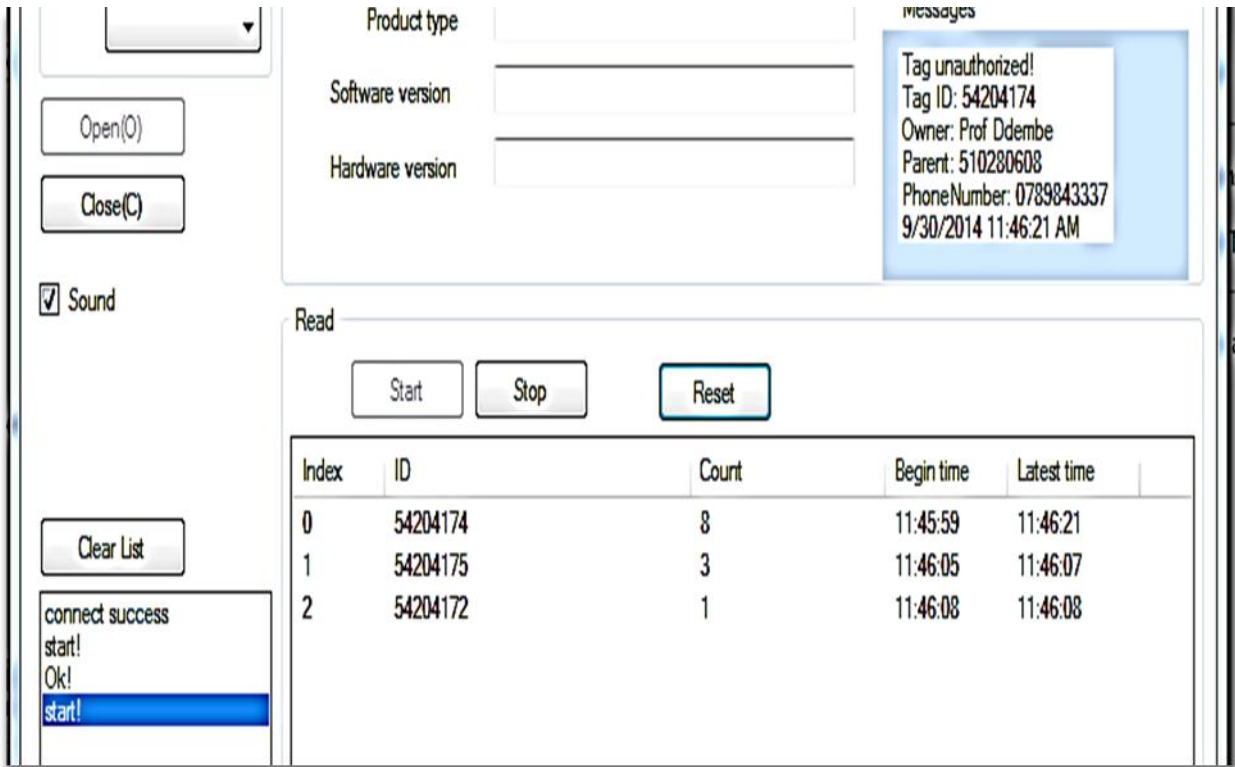 Product type
Messages
Software version
Tag unauthorized!
Tag ID: 54204174
Owner: Prof Ddembe
Parent: 510280608
PhoneNumber: 0789843337
9/30/2014 11:46:21 AM
Open(O)
Hardware version
Close(C)
Sound
Read
Start Stop Reset
Index ID Count Begin time Latest time
0 54204174 8 11:45:59 11:46:21
1 54204175 3 11:46:05 11:46:07
2 54204172 1 11:46:08 11:46:08
Clear List
connect success
start!
Ok!
start!